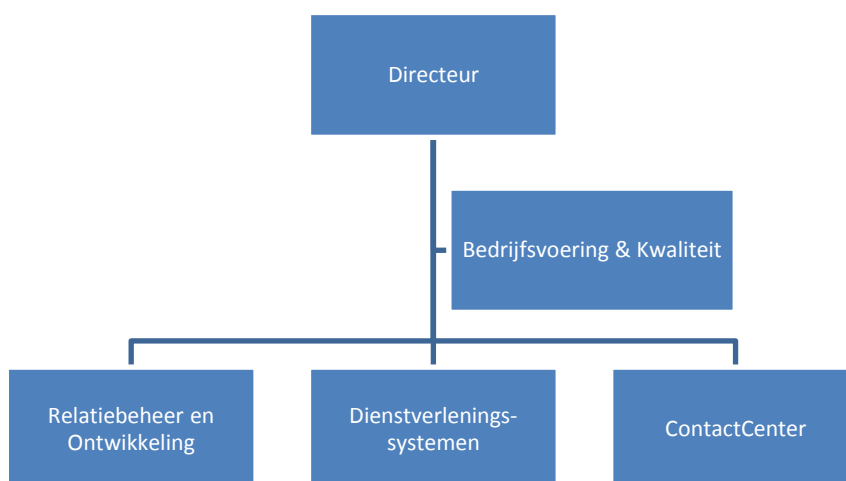 Directeur
Bedrijfsvoering & Kwaliteit
Relatiebeheer en
Ontwikkeling
Dienstverlenings-
systemen
ContactCenter